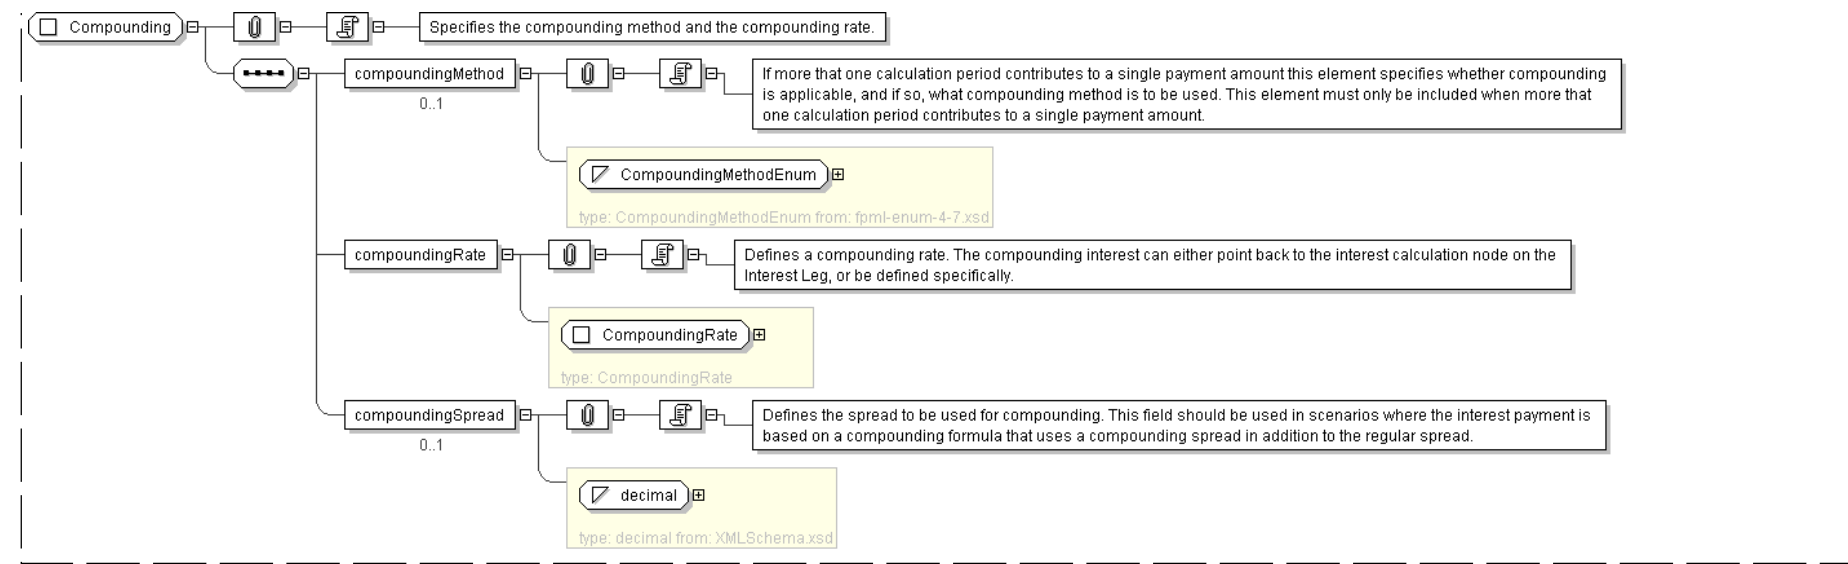 Compounding
Specifies the compounding method and the compounding rate.
compoundingMethod
0..1
If more that one calculation period contributes to a single payment amount this element specifies whether compounding
is applicable, and if so, what compounding method is to be used. This element must only be included when more that
one calculation period contributes to a single payment amount.
CompoundingMethodEnum
type: CompoundingMethodEnum from: fpml-enum-4-7.xsd
compoundingRate
Defines a compounding rate. The compounding interest can either point back to the interest calculation node on the
Interest Leg, or be defined specifically.
CompoundingRate
type: CompoundingRate
compoundingSpread
0..1
Defines the spread to be used for compounding. This field should be used in scenarios where the interest payment is
based on a compounding formula that uses a compounding spread in addition to the regular spread.
decimal
type: decimal from: XMLSchema.xsd